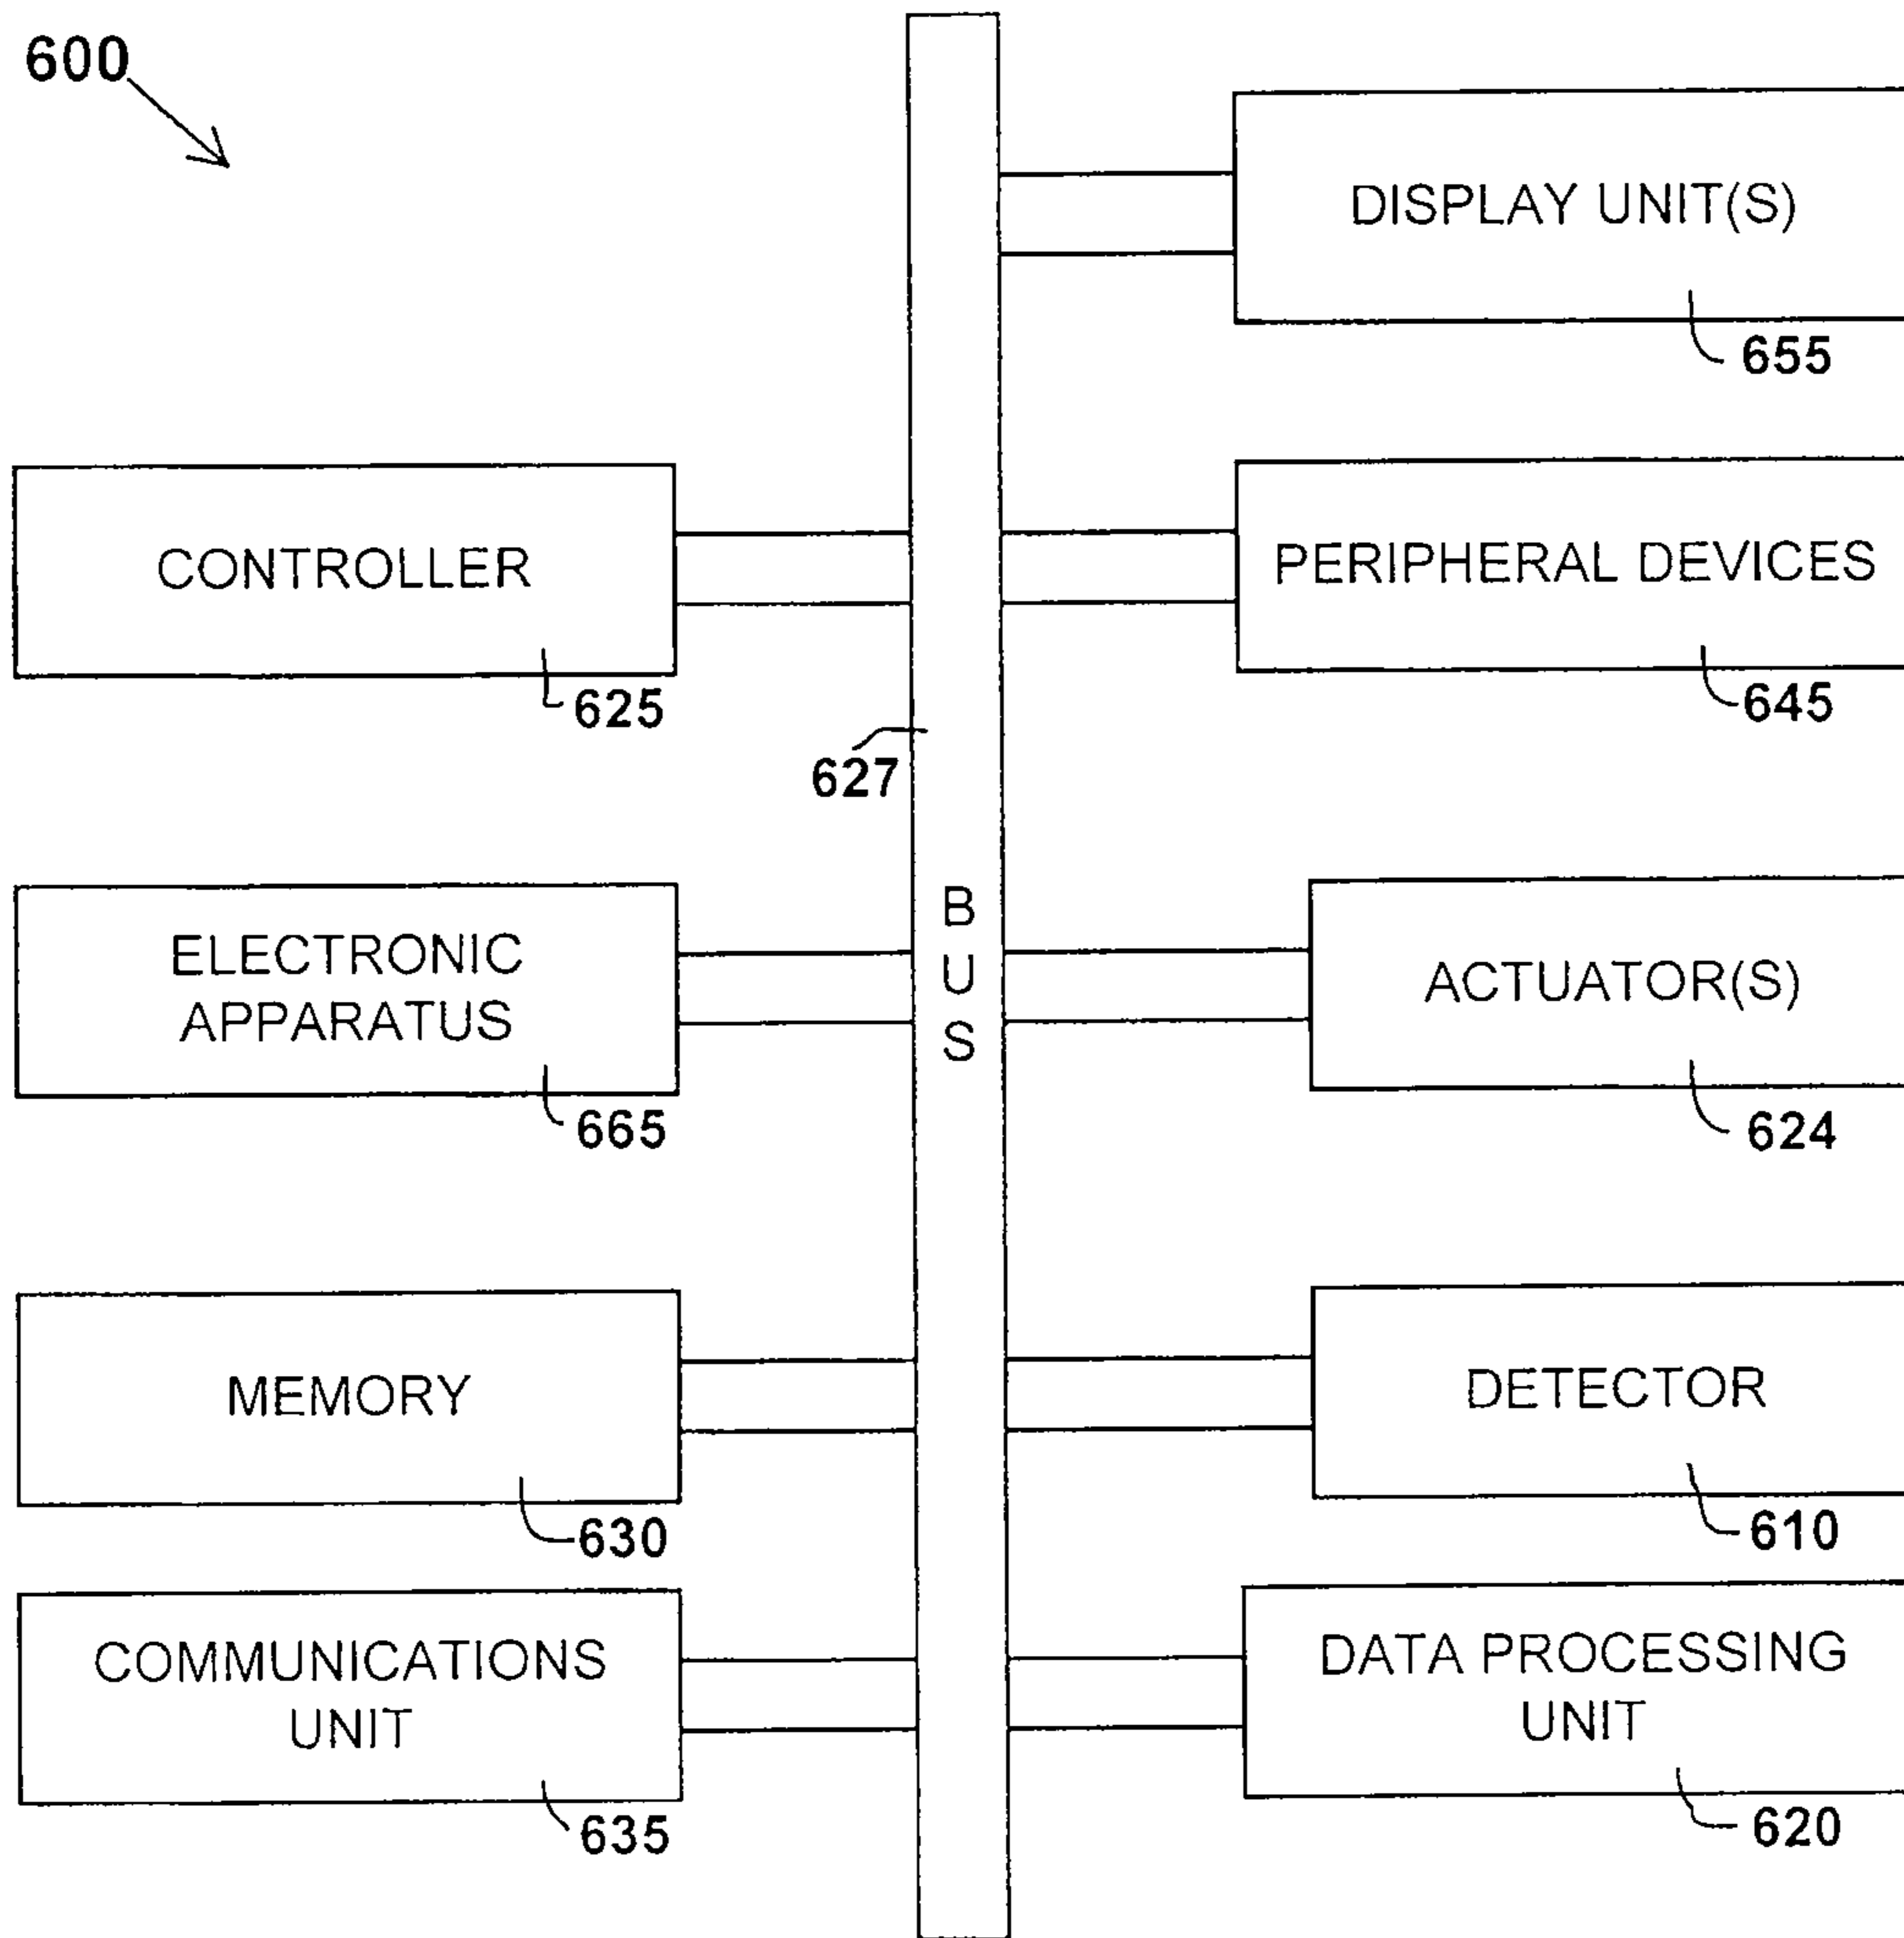 600
DISPLAY UNIT(S)
655
CONTROLLER
625
PERIPHERAL DEVICES
645
627
BUS
ELECTRONIC
APPARATUS
665
ACTUATOR(S)
624
MEMORY
630
DETECTOR
610
COMMUNICATIONS
UNIT
635
DATA PROCESSING
UNIT
620